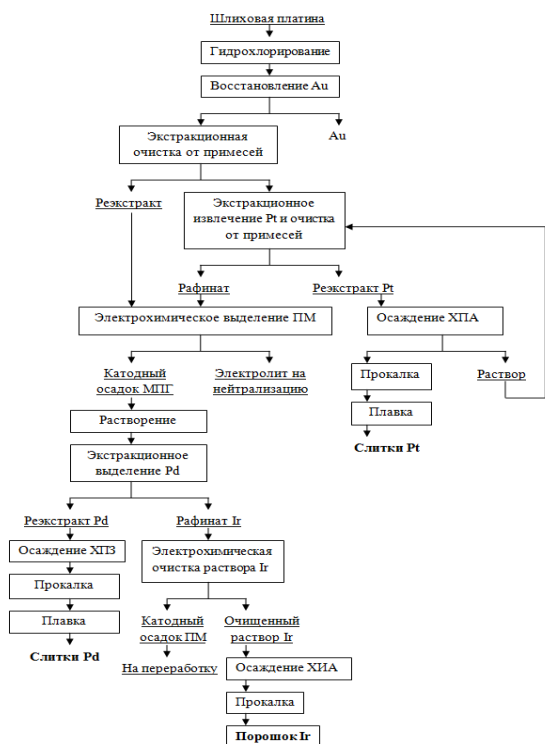 Шлиховая платина
Гидрохлорирование
Восстановление Au
Экстракционная
очистка от примесей
Au
Реэкстракт
Экстракционное
извлечение Pt и очистка
от примесей
Рафинат
Реэкстракт Pt
Электрохимическое выделение ПМ
Осаждение ХПА
Катодный
осадок МПГ
Электролит на
нейтрализацию
Прокалка
Раствор
Плавка
Слитки Pt
Растворение
Экстракционное
выделение Pd
Реэкстракт Pd
Рафинат Ir
Осаждение ХПЗ
Прокалка
Плавка
Слитки Pd
Электрохимическая
очистка раствора Ir
Катодный
осадок ПМ
Очищенный
раствор Ir
На переработку
Осаждение ХИА
Прокалка
Порошок Ir